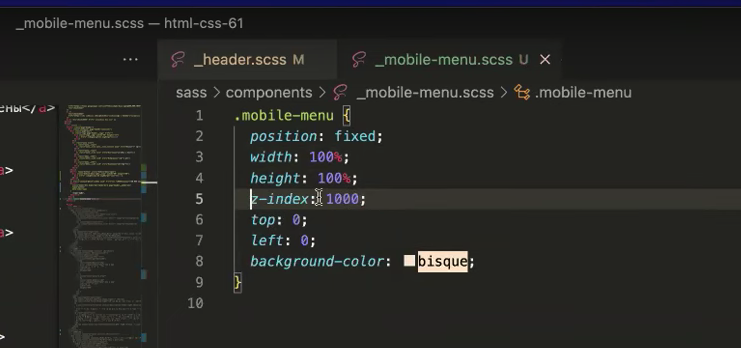 _mobile-menu.scss — html-css-61
··· _header.scss M _mobile-menu.scss U ×
sass > components > _mobile-menu.scss > .mobile-menu
1 .mobile-menu {
2 position: fixed;
3 width: 100%;
4 height: 100%;
5 z-index: 1000;
6 top: 0;
7 left: 0;
8 background-color: bisque;
9 }
10
сны</a>
a>
a>
>